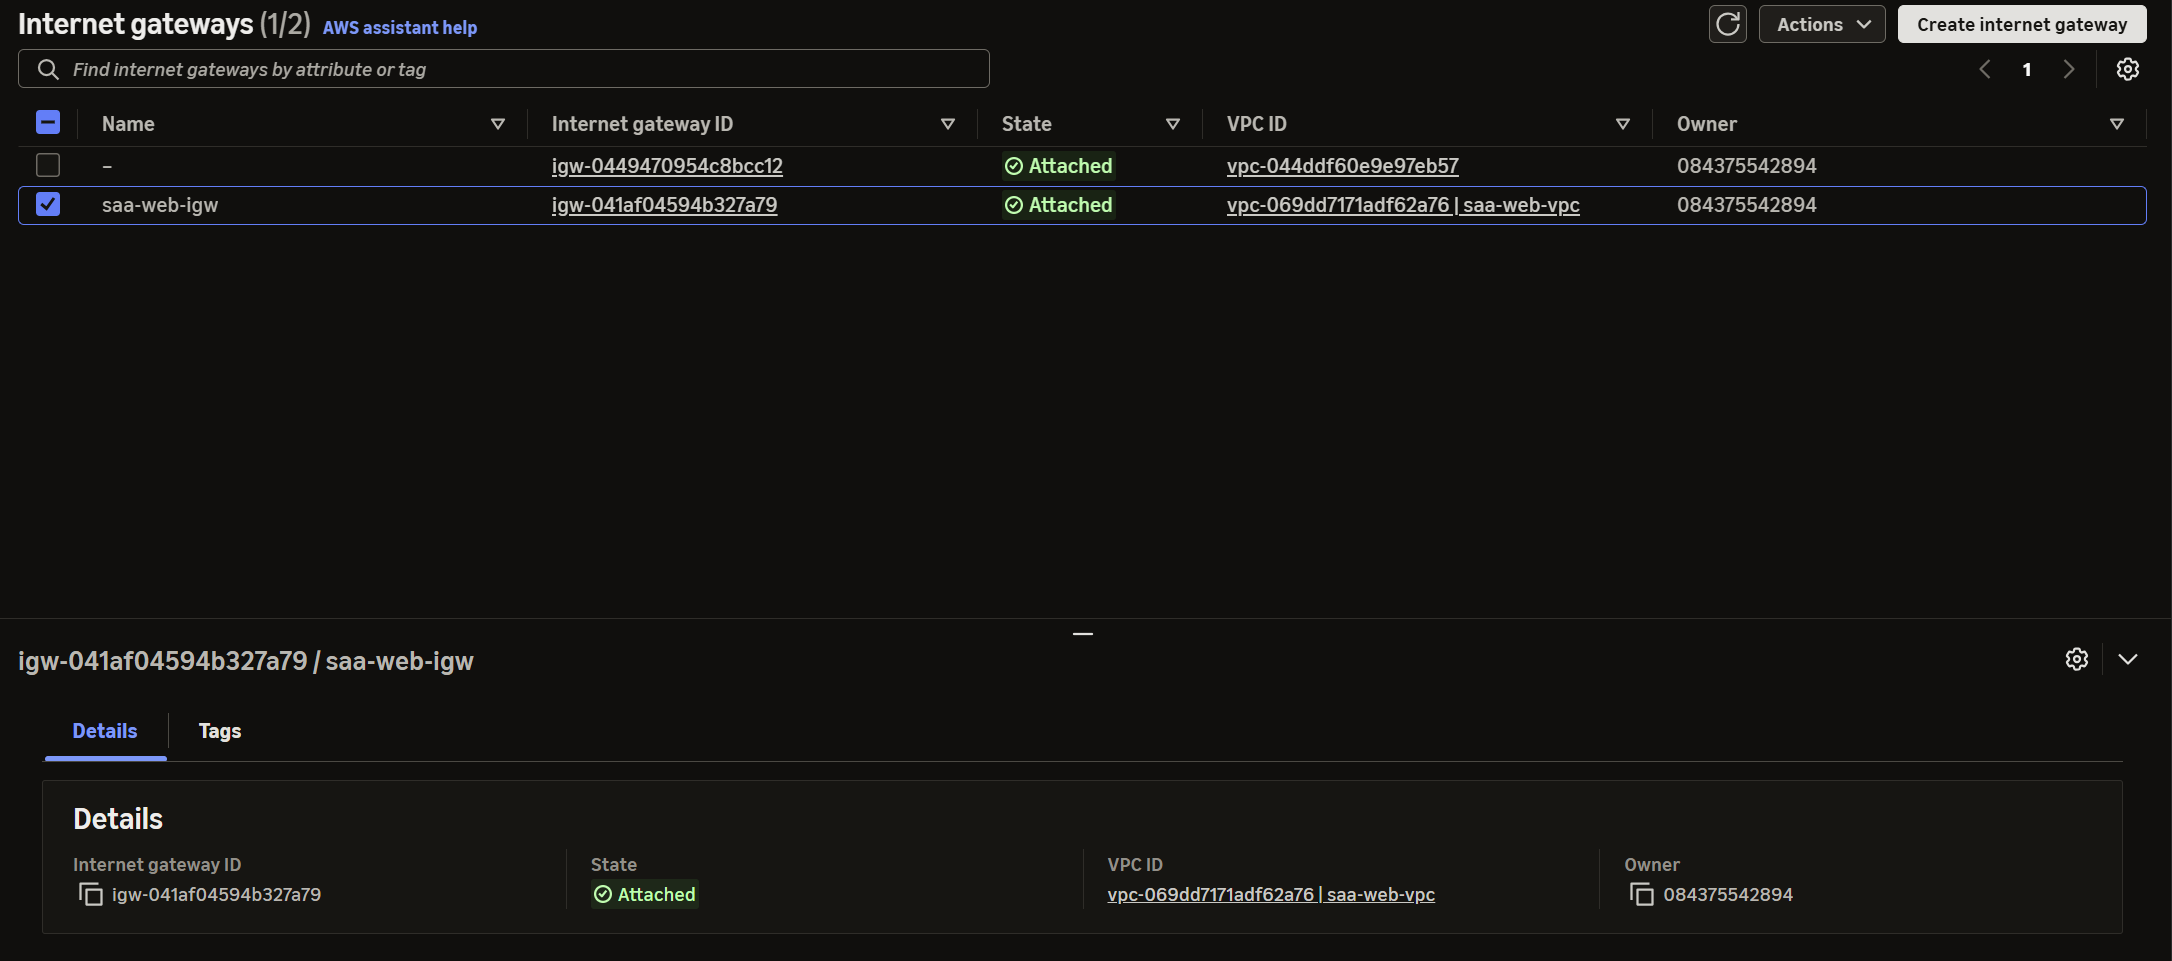 Internet gateways (1/2) AWS assistant help Actions Create internet gateway
Find internet gateways by attribute or tag 1
Name Internet gateway ID State VPC ID Owner
– igw-0449470954c8bcc12 Attached vpc-044ddf60e9e97eb57 084375542894
saa-web-igw igw-041af04594b327a79 Attached vpc-069dd7171adf62a76 | saa-web-vpc 084375542894
igw-041af04594b327a79 / saa-web-igw
Details Tags
Details
Internet gateway ID State VPC ID Owner
igw-041af04594b327a79 Attached vpc-069dd7171adf62a76 | saa-web-vpc 084375542894